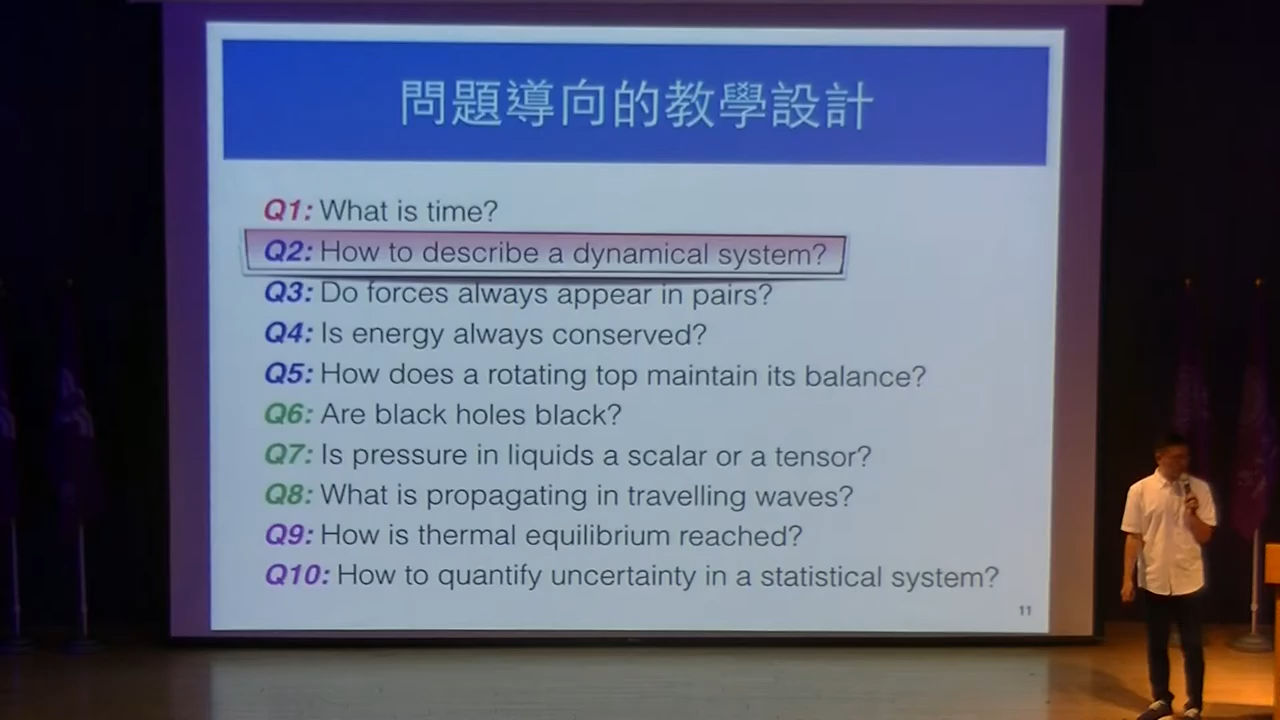 問題導向的教學設計
Q1: What is time?
Q2: How to describe a dynamical system?
Q3: Do forces always appear in pairs?
Q4: Is energy always conserved?
Q5: How does a rotating top maintain its balance?
Q6: Are black holes black?
Q7: Is pressure in liquids a scalar or a tensor?
Q8: What is propagating in travelling waves?
Q9: How is thermal equilibrium reached?
Q10: How to quantify uncertainty in a statistical system?
11